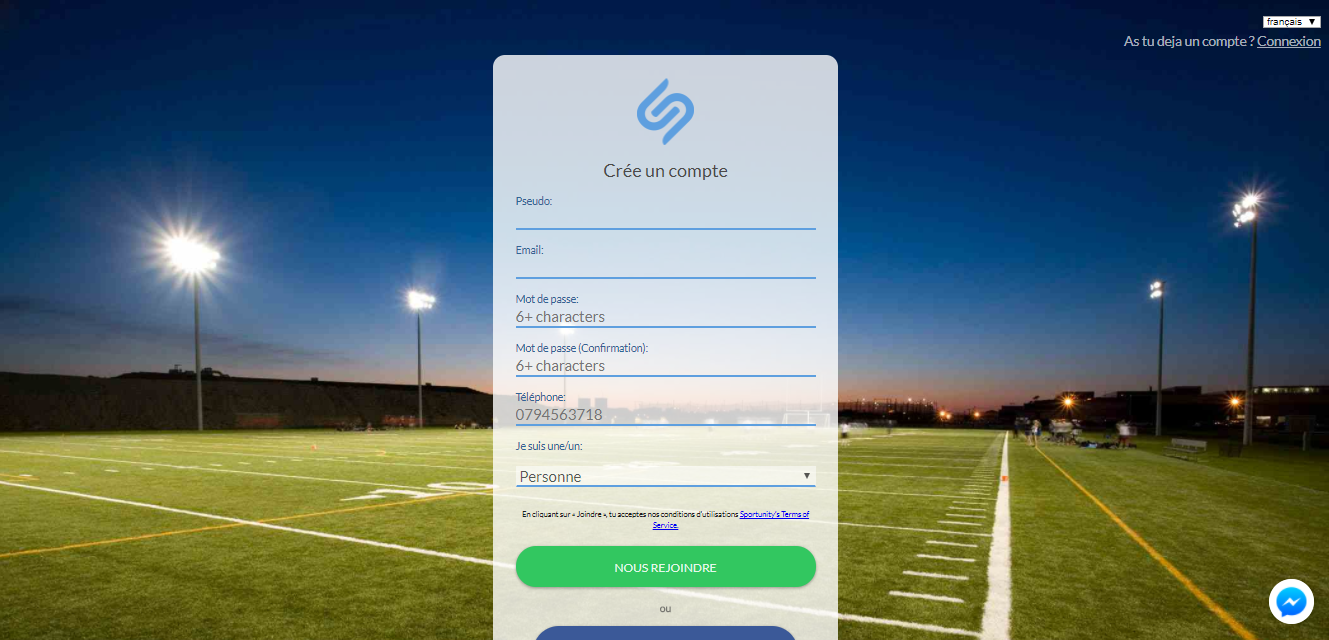 français ▼
As tu deja un compte ? Connexion
Crée un compte
Pseudo:
Email:
Mot de passe:
6+ characters
Mot de passe (Confirmation):
6+ characters
Téléphone:
0794563718
Je suis une/un:
Personne ▼
En cliquant sur « Joindre », tu acceptes nos conditions d'utilisations Sportunity's Terms of
Service.
NOUS REJOINDRE
ou